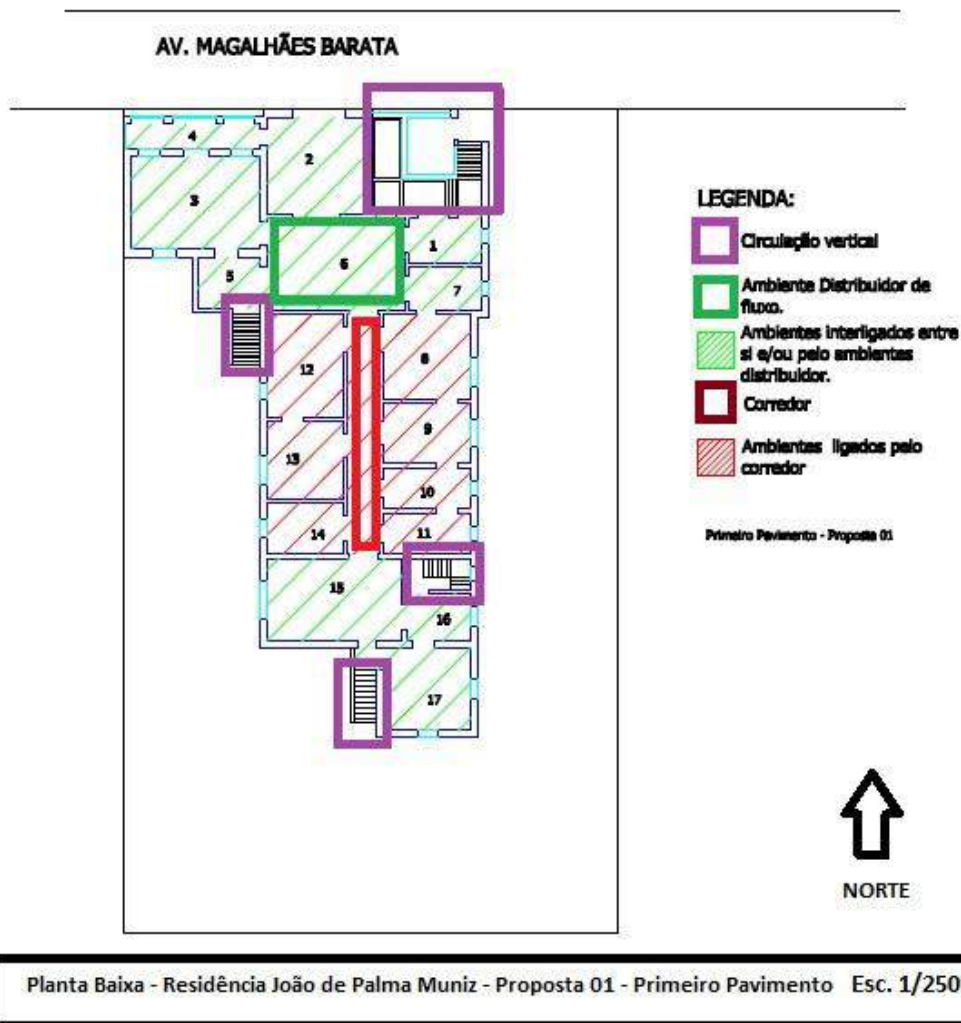 AV. MAGALHÃES BARATA
4
2
3
1
5
6
7
12
8
9
13
10
14
11
15
16
17
LEGENDA:
Circulação vertical
Ambiente Distribuidor de
fluxo.
Ambientes interligados entre
si e/ou pelo ambientes
distribuidor.
Corredor
Ambientes ligados pelo
corredor
Primeiro Pavimento - Proposta 01
NORTE
Planta Baixa - Residência João de Palma Muniz - Proposta 01 - Primeiro Pavimento Esc. 1/250